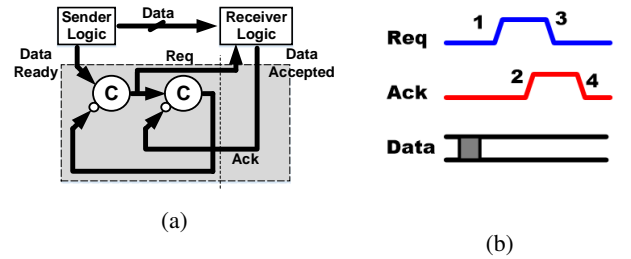 Sender
Logic
Data
Receiver
Logic
Data
Ready
Req
Data
Accepted
C
C
Ack
(a)
1
3
Req
2
4
Ack
Data
(b)